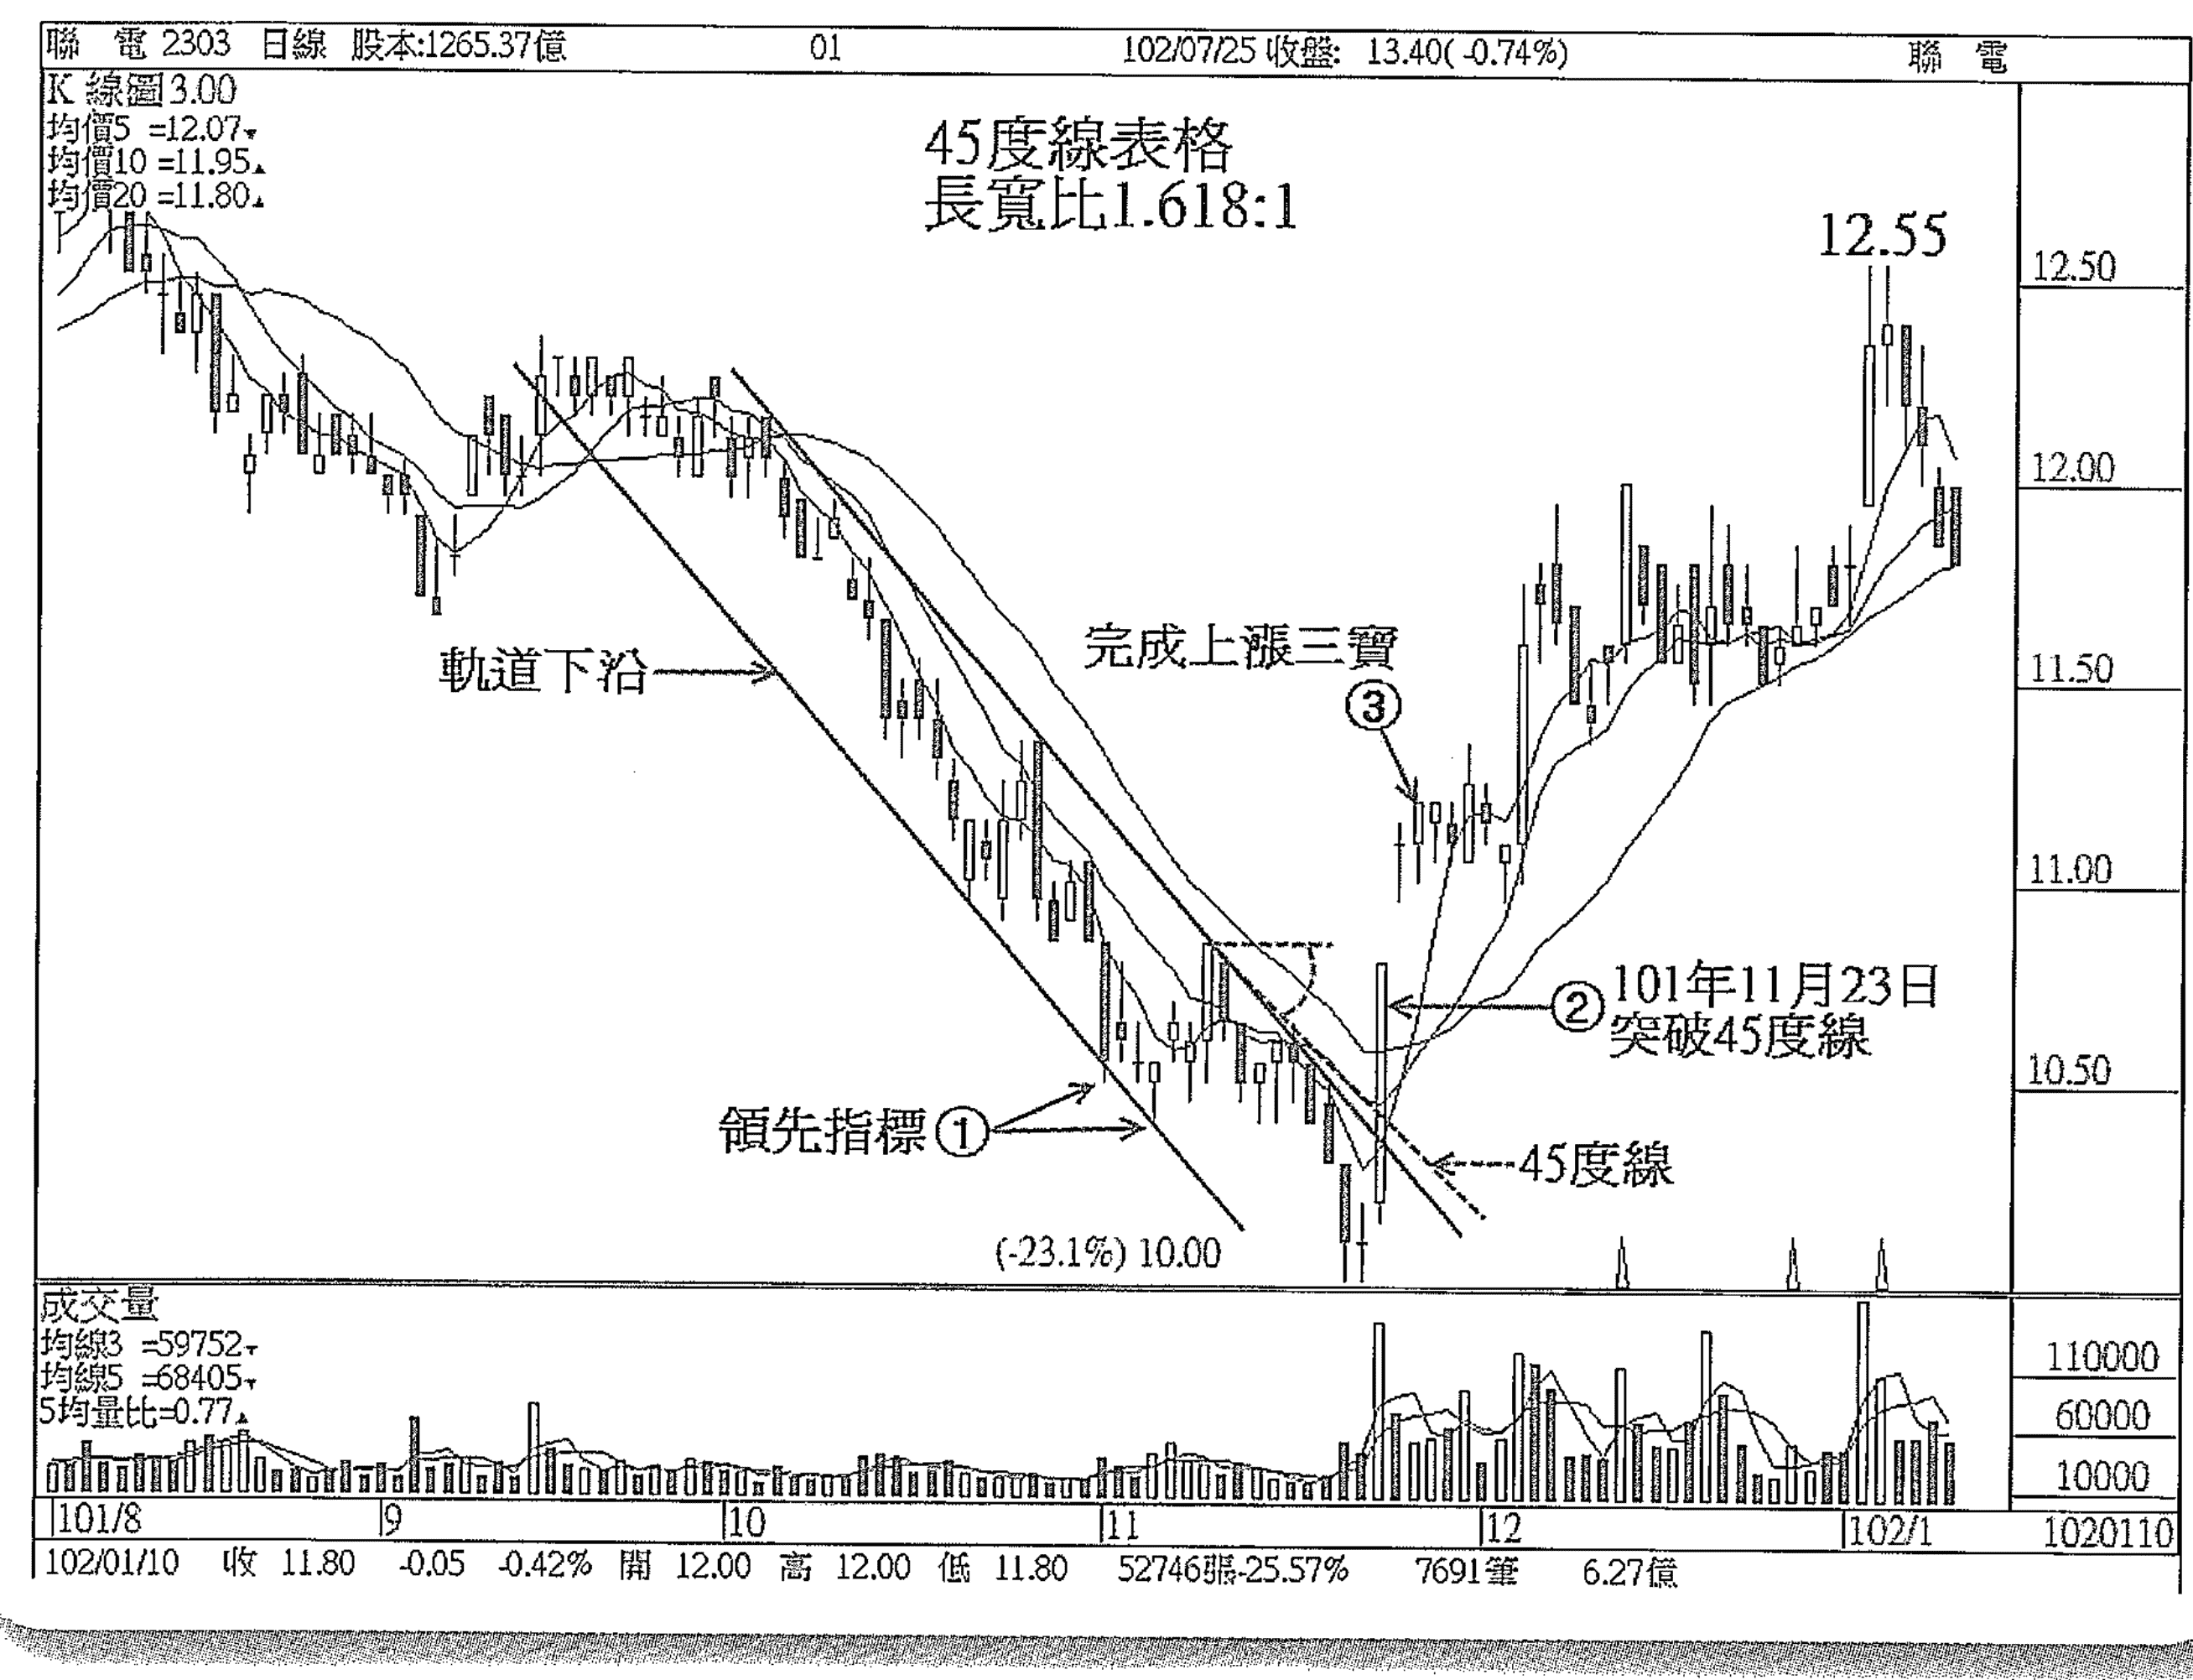 聯 電 2303 日線 股本:1265.37億 01 102/07/25 收盤: 13.40( -0.74%) 聯 電
K 線圖 3.00
均價5 =12.07▼
均價10 =11.95▲
均價20 =11.80▲
45度線表格
長寬比1.618:1
12.55
12.50
12.00
11.50
11.00
10.50
軌道下沿
完成上漲三寶
③
② 101年11月23日
突破45度線
領先指標①
45度線
(-23.1%) 10.00
成交量
均線3 =59752▼
均線5 =68405▼
5均量比=0.77▲
110000
60000
10000
101/8 9 10 11 12 102/1 1020110
102/01/10 收 11.80 -0.05 -0.42% 開 12.00 高 12.00 低 11.80 52746張-25.57% 7691筆 6.27億